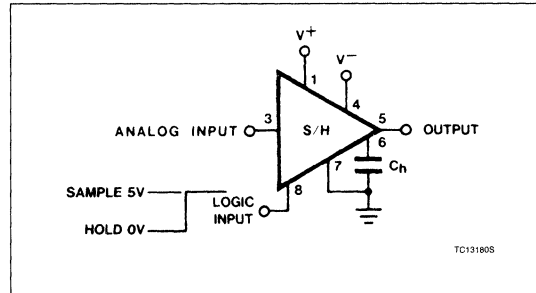 V+
V−
1
4
3
5
ANALOG INPUT
S/H
OUTPUT
6
7
Ch
8
SAMPLE 5V
LOGIC
INPUT
HOLD 0V
TC13180S